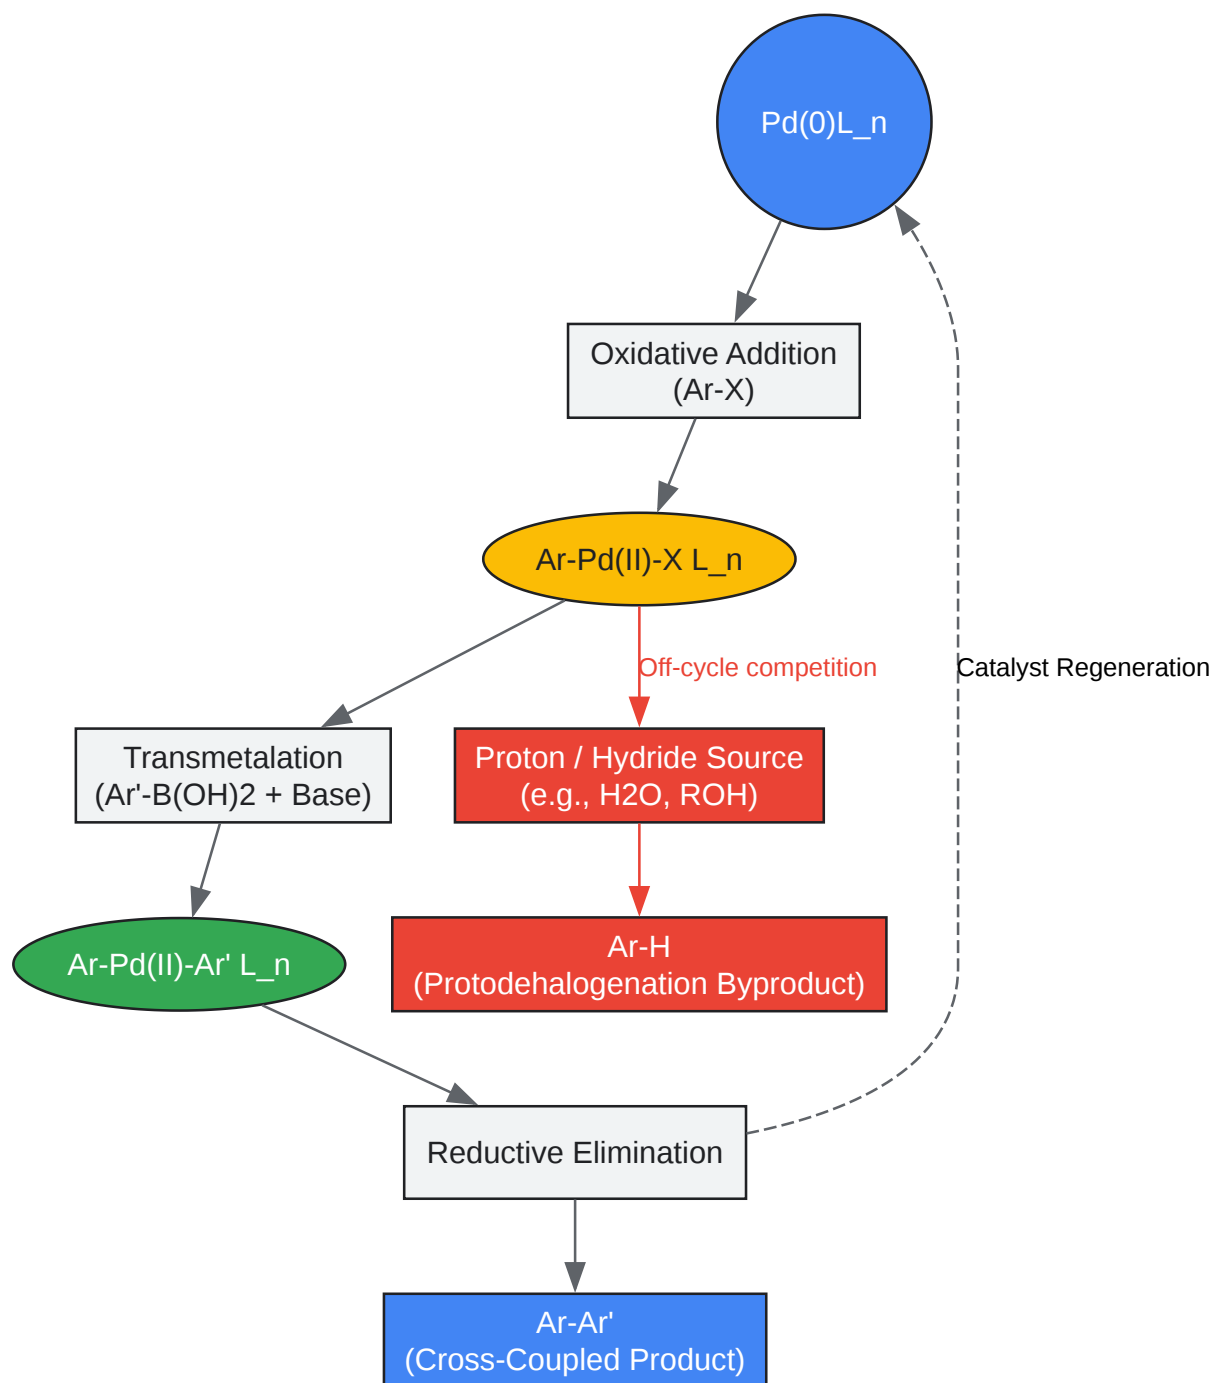 Pd(0)L_n
Oxidative Addition
(Ar-X)
Ar-Pd(II)-X L_n
Off-cycle competition
Catalyst Regeneration
Transmetalation
(Ar'-B(OH)2 + Base)
Proton / Hydride Source
(e.g., H2O, ROH)
Ar-Pd(II)-Ar' L_n
Ar-H
(Protodehalogenation Byproduct)
Reductive Elimination
Ar-Ar'
(Cross-Coupled Product)